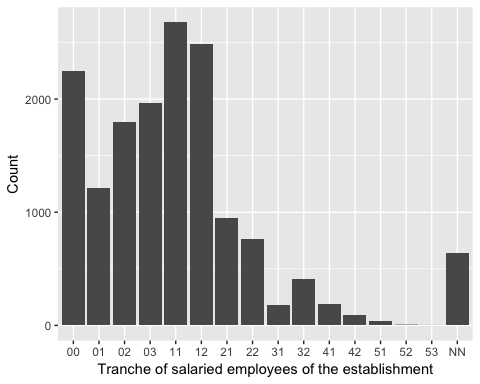 Count
2000
1000
0
00 01 02 03 11 12 21 22 31 32 41 42 51 52 53 NN
Tranche of salaried employees of the establishment